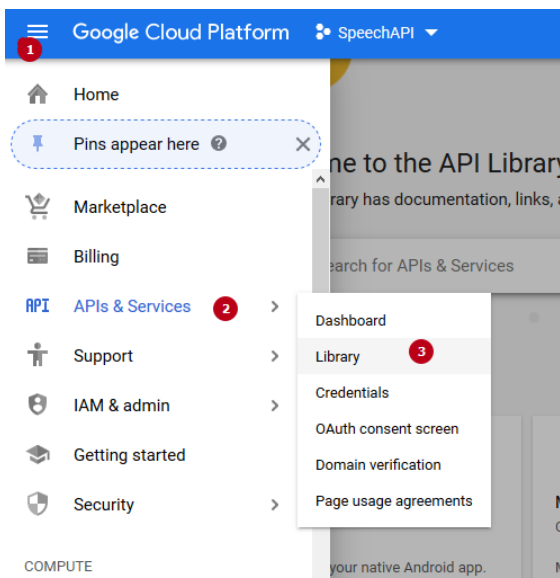 Google Cloud Platform SpeechAPI
1
Home
Pins appear here ?
me to the API Library
Marketplace
rary has documentation, links, a
Billing
earch for APIs & Services
API APIs & Services 2
Dashboard
Support
Library 3
IAM & admin
Credentials
OAuth consent screen
Getting started
Domain verification
Security
Page usage agreements
COMPUTE
your native Android app.